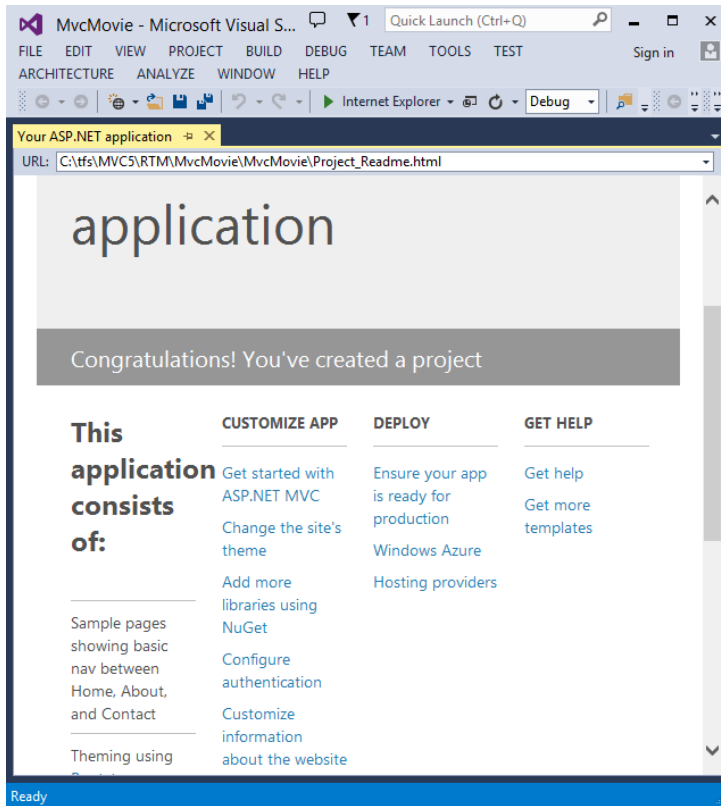 MvcMovie - Microsoft Visual S... 1 Quick Launch (Ctrl+Q)
FILE EDIT VIEW PROJECT BUILD DEBUG TEAM TOOLS TEST Sign in
ARCHITECTURE ANALYZE WINDOW HELP
Internet Explorer Debug
Your ASP.NET application
URL: C:\tfs\MVC5\RTM\MvcMovie\MvcMovie\Project_Readme.html
application
Congratulations! You've created a project
This
application
consists
of:
Sample pages
showing basic
nav between
Home, About,
and Contact
Theming using
CUSTOMIZE APP
Get started with
ASP.NET MVC
Change the site's
theme
Add more
libraries using
NuGet
Configure
authentication
Customize
information
about the website
DEPLOY
Ensure your app
is ready for
production
Windows Azure
Hosting providers
GET HELP
Get help
Get more
templates
Ready